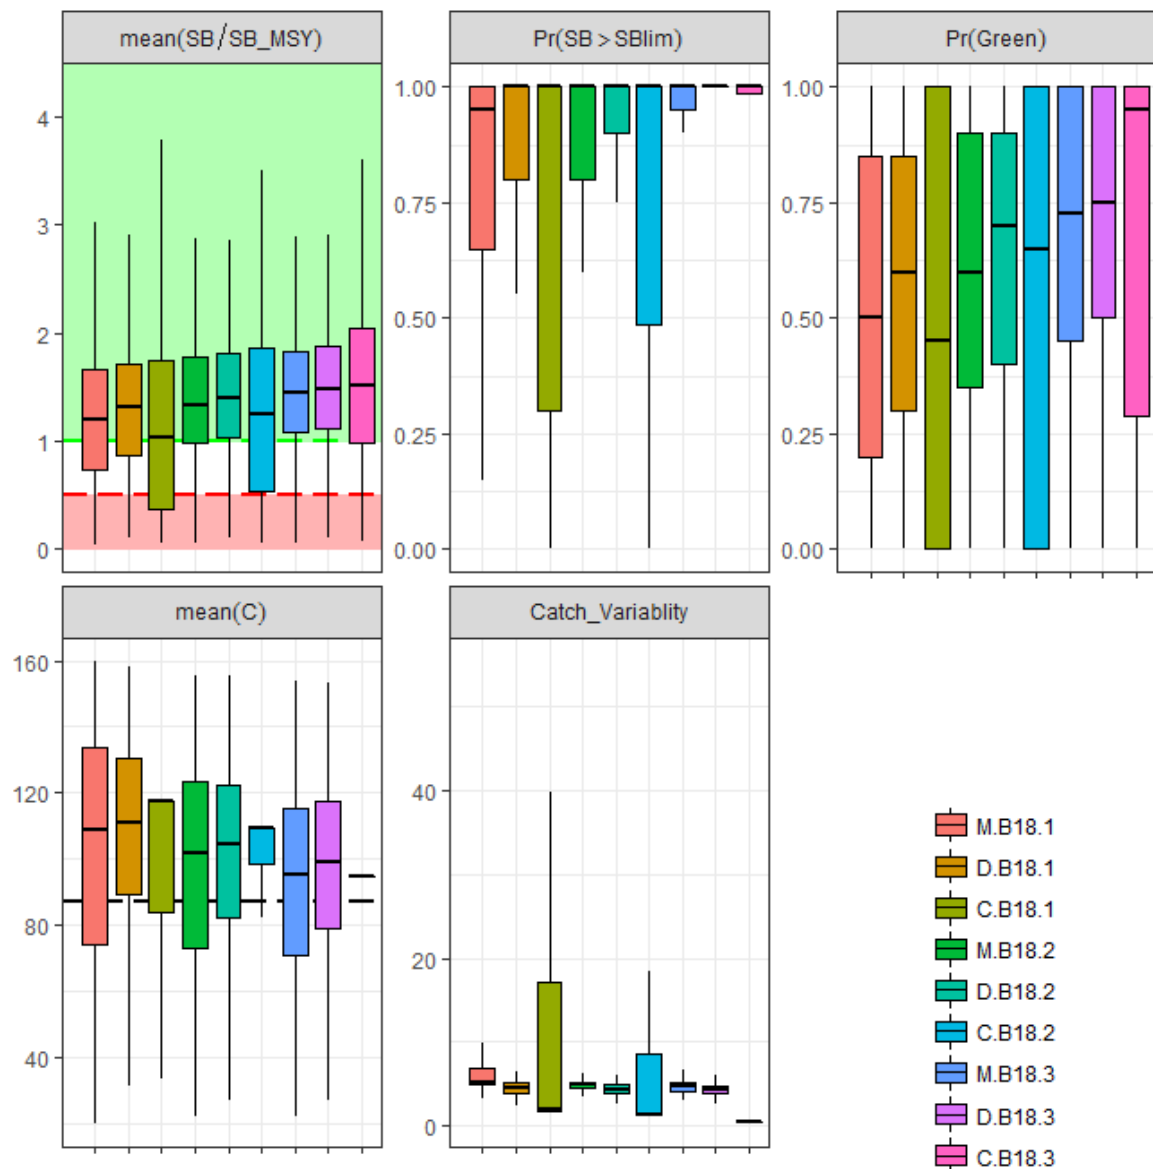 mean(SB/SB_MSY)
Pr(SB>SBlim)
Pr(Green)
4
3
2
1
0
1.00
0.75
0.50
0.25
0.00
1.00
0.75
0.50
0.25
0.00
mean(C)
Catch_Variablity
160
120
80
40
40
20
0
M.B18.1
D.B18.1
C.B18.1
M.B18.2
D.B18.2
C.B18.2
M.B18.3
D.B18.3
C.B18.3